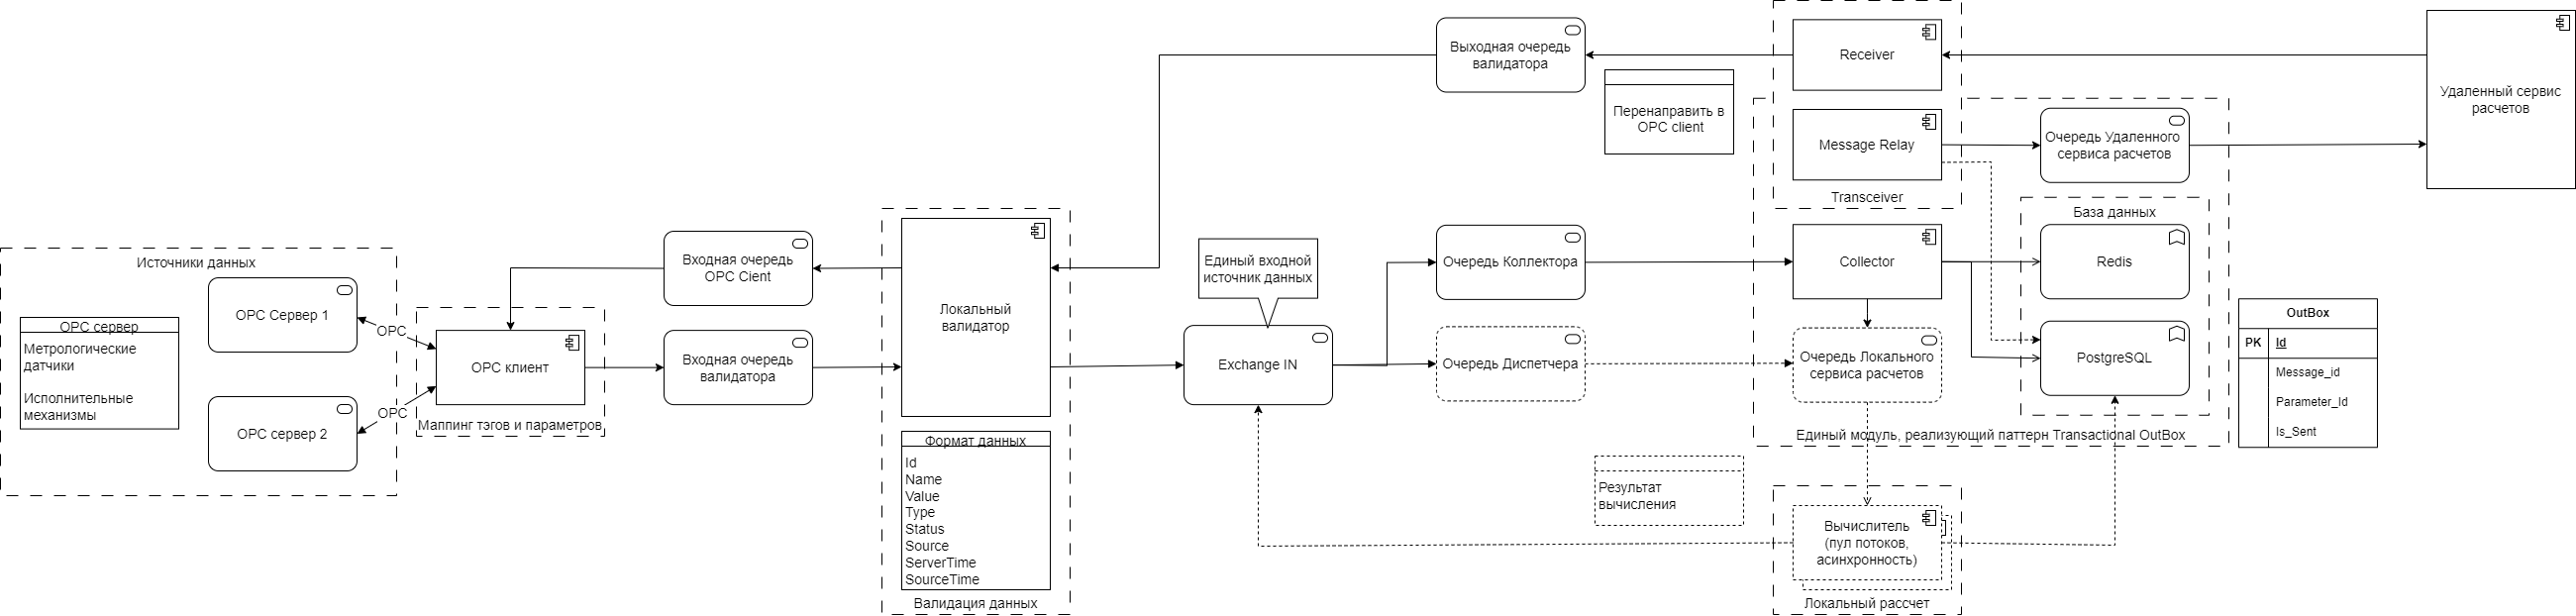 Источники данных
OPC сервер
Метрологические
датчики
Исполнительные
механизмы
OPC Сервер 1
OPC сервер 2
OPC
OPC
OPC клиент
Маппинг тэгов и параметров
Входная очередь
OPC Cient
Входная очередь
валидатора
Локальный
валидатор
Формат данных
Id
Name
Value
Type
Status
Source
ServerTime
SourceTime
Валидация данных
Единый входной
источник данных
Exchange IN
Выходная очередь
валидатора
Перенаправить в
OPC client
Очередь Коллектора
Очередь Диспетчера
Receiver
Message Relay
Transceiver
Collector
Очередь Локального
сервиса расчетов
Очередь Удаленного
сервиса расчетов
База данных
Redis
PostgreSQL
Единый модуль, реализующий паттерн Transactional OutBox
Результат
вычисления
Вычислитель
(пул потоков,
асинхронность)
Локальный рассчет
Удаленный сервис
расчетов
OutBox
PK Id
Message_id
Parameter_Id
Is_Sent